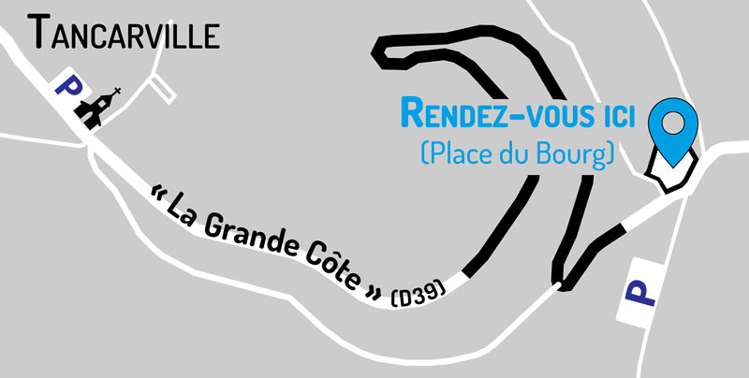 TANCARVILLE
P
RENDEZ-VOUS ICI
(Place du Bourg)
« La Grande Côte » (D39)
P